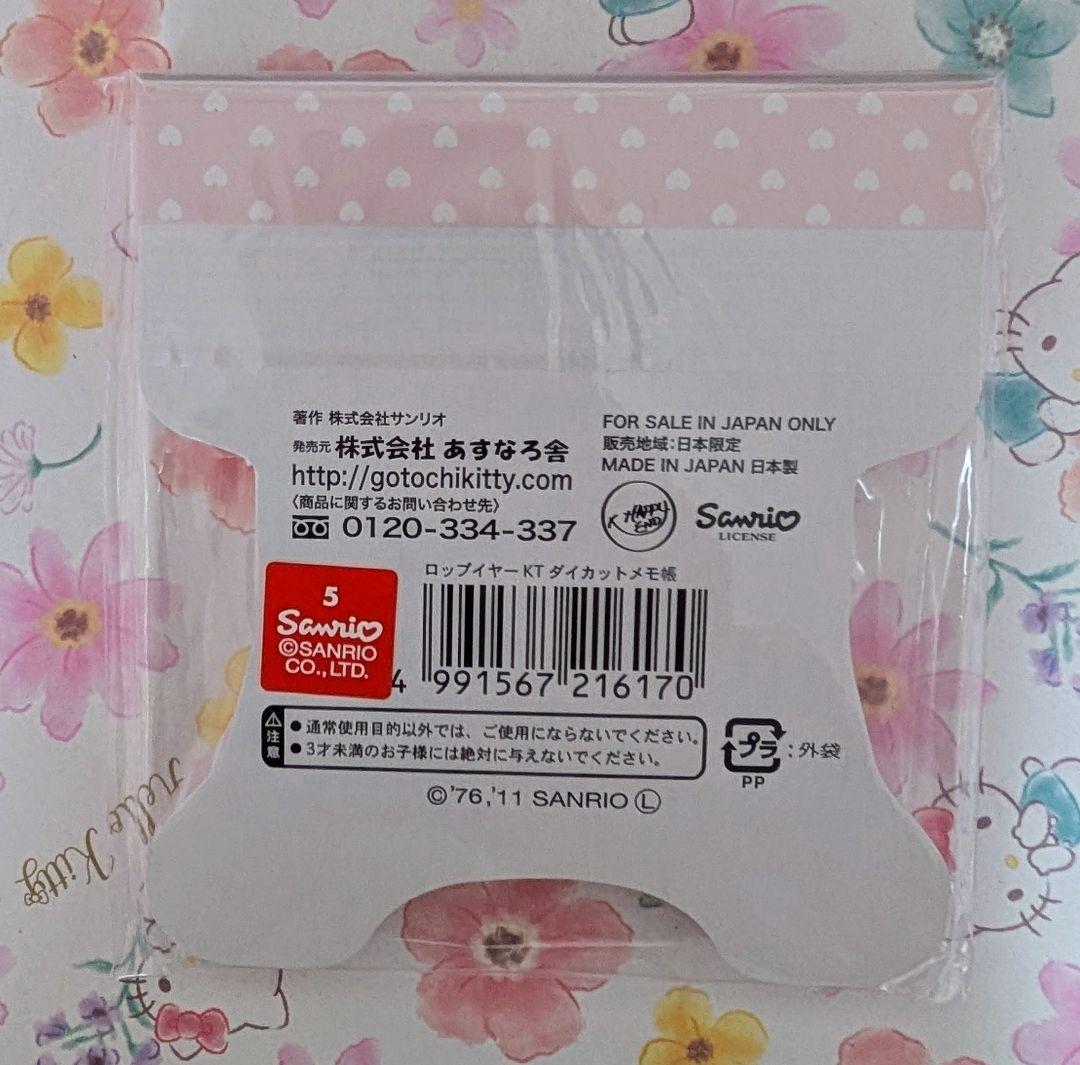 著作 株式会社サンリオ
発売元 株式会社 あすなろ舎
http://gotochikitty.com
〈商品に関するお問い合わせ先〉
0120-334-337
FOR SALE IN JAPAN ONLY
販売地域:日本限定
MADE IN JAPAN 日本製
K HAPPY END!
Sanrio
LICENSE
ロップイヤーKT ダイカットメモ帳
5
Sanrio
©SANRIO
CO., LTD.
4 991567 216170
注意
●通常使用目的以外では、ご使用にならないでください。
●3才未満のお子様には絶対に与えないでください。
プラ:外袋
PP
©'76,'11 SANRIO Ⓛ
Hello Kitty